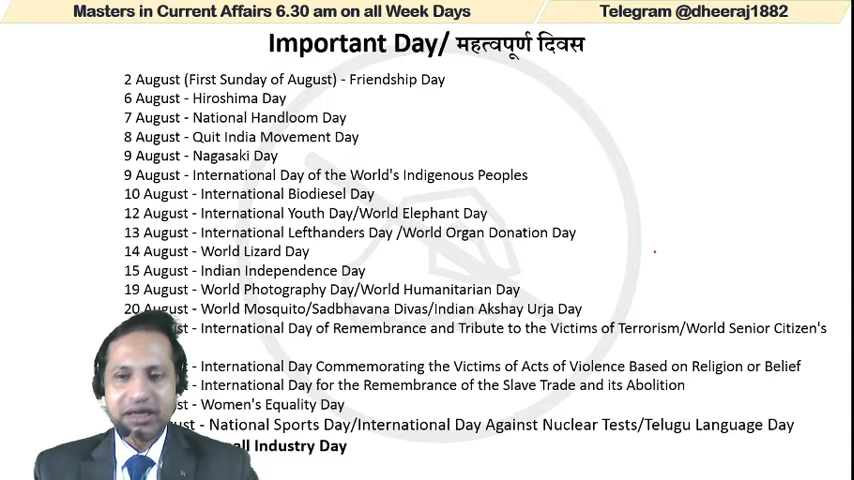 Masters in Current Affairs 6.30 am on all Week Days
Telegram @dheeraj1882
Important Day/ महत्वपूर्ण दिवस
2 August (First Sunday of August) - Friendship Day
6 August - Hiroshima Day
7 August - National Handloom Day
8 August - Quit India Movement Day
9 August - Nagasaki Day
9 August - International Day of the World's Indigenous Peoples
10 August - International Biodiesel Day
12 August - International Youth Day/World Elephant Day
13 August - International Lefthanders Day /World Organ Donation Day
14 August - World Lizard Day
15 August - Indian Independence Day
19 August - World Photography Day/World Humanitarian Day
20 August - World Mosquito/Sadbhavana Divas/Indian Akshay Urja Day
- International Day of Remembrance and Tribute to the Victims of Terrorism/World Senior Citizen's
- International Day Commemorating the Victims of Acts of Violence Based on Religion or Belief
- International Day for the Remembrance of the Slave Trade and its Abolition
- Women's Equality Day
- National Sports Day/International Day Against Nuclear Tests/Telugu Language Day
Industry Day